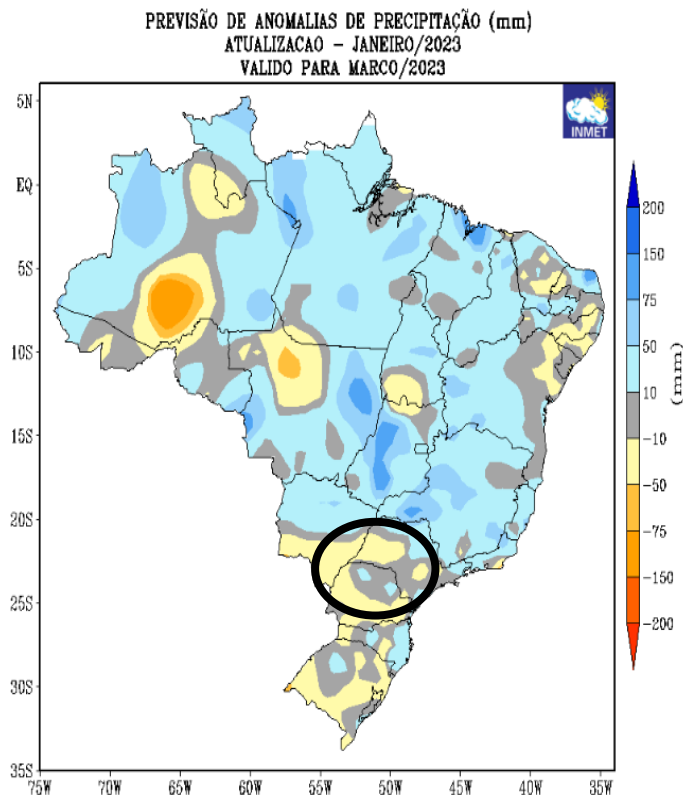 PREVISÃO DE ANOMALIAS DE PRECIPITAÇÃO (mm)
ATUALIZACAO – JANEIRO/2023
VALIDO PARA MARCO/2023
INMET
5N
EQ
5S
10S
15S
20S
25S
30S
35S
75W 70W 65W 60W 55W 50W 45W 40W 35W
200
150
75
50
10
-10
-50
-75
-150
-200
(mm)